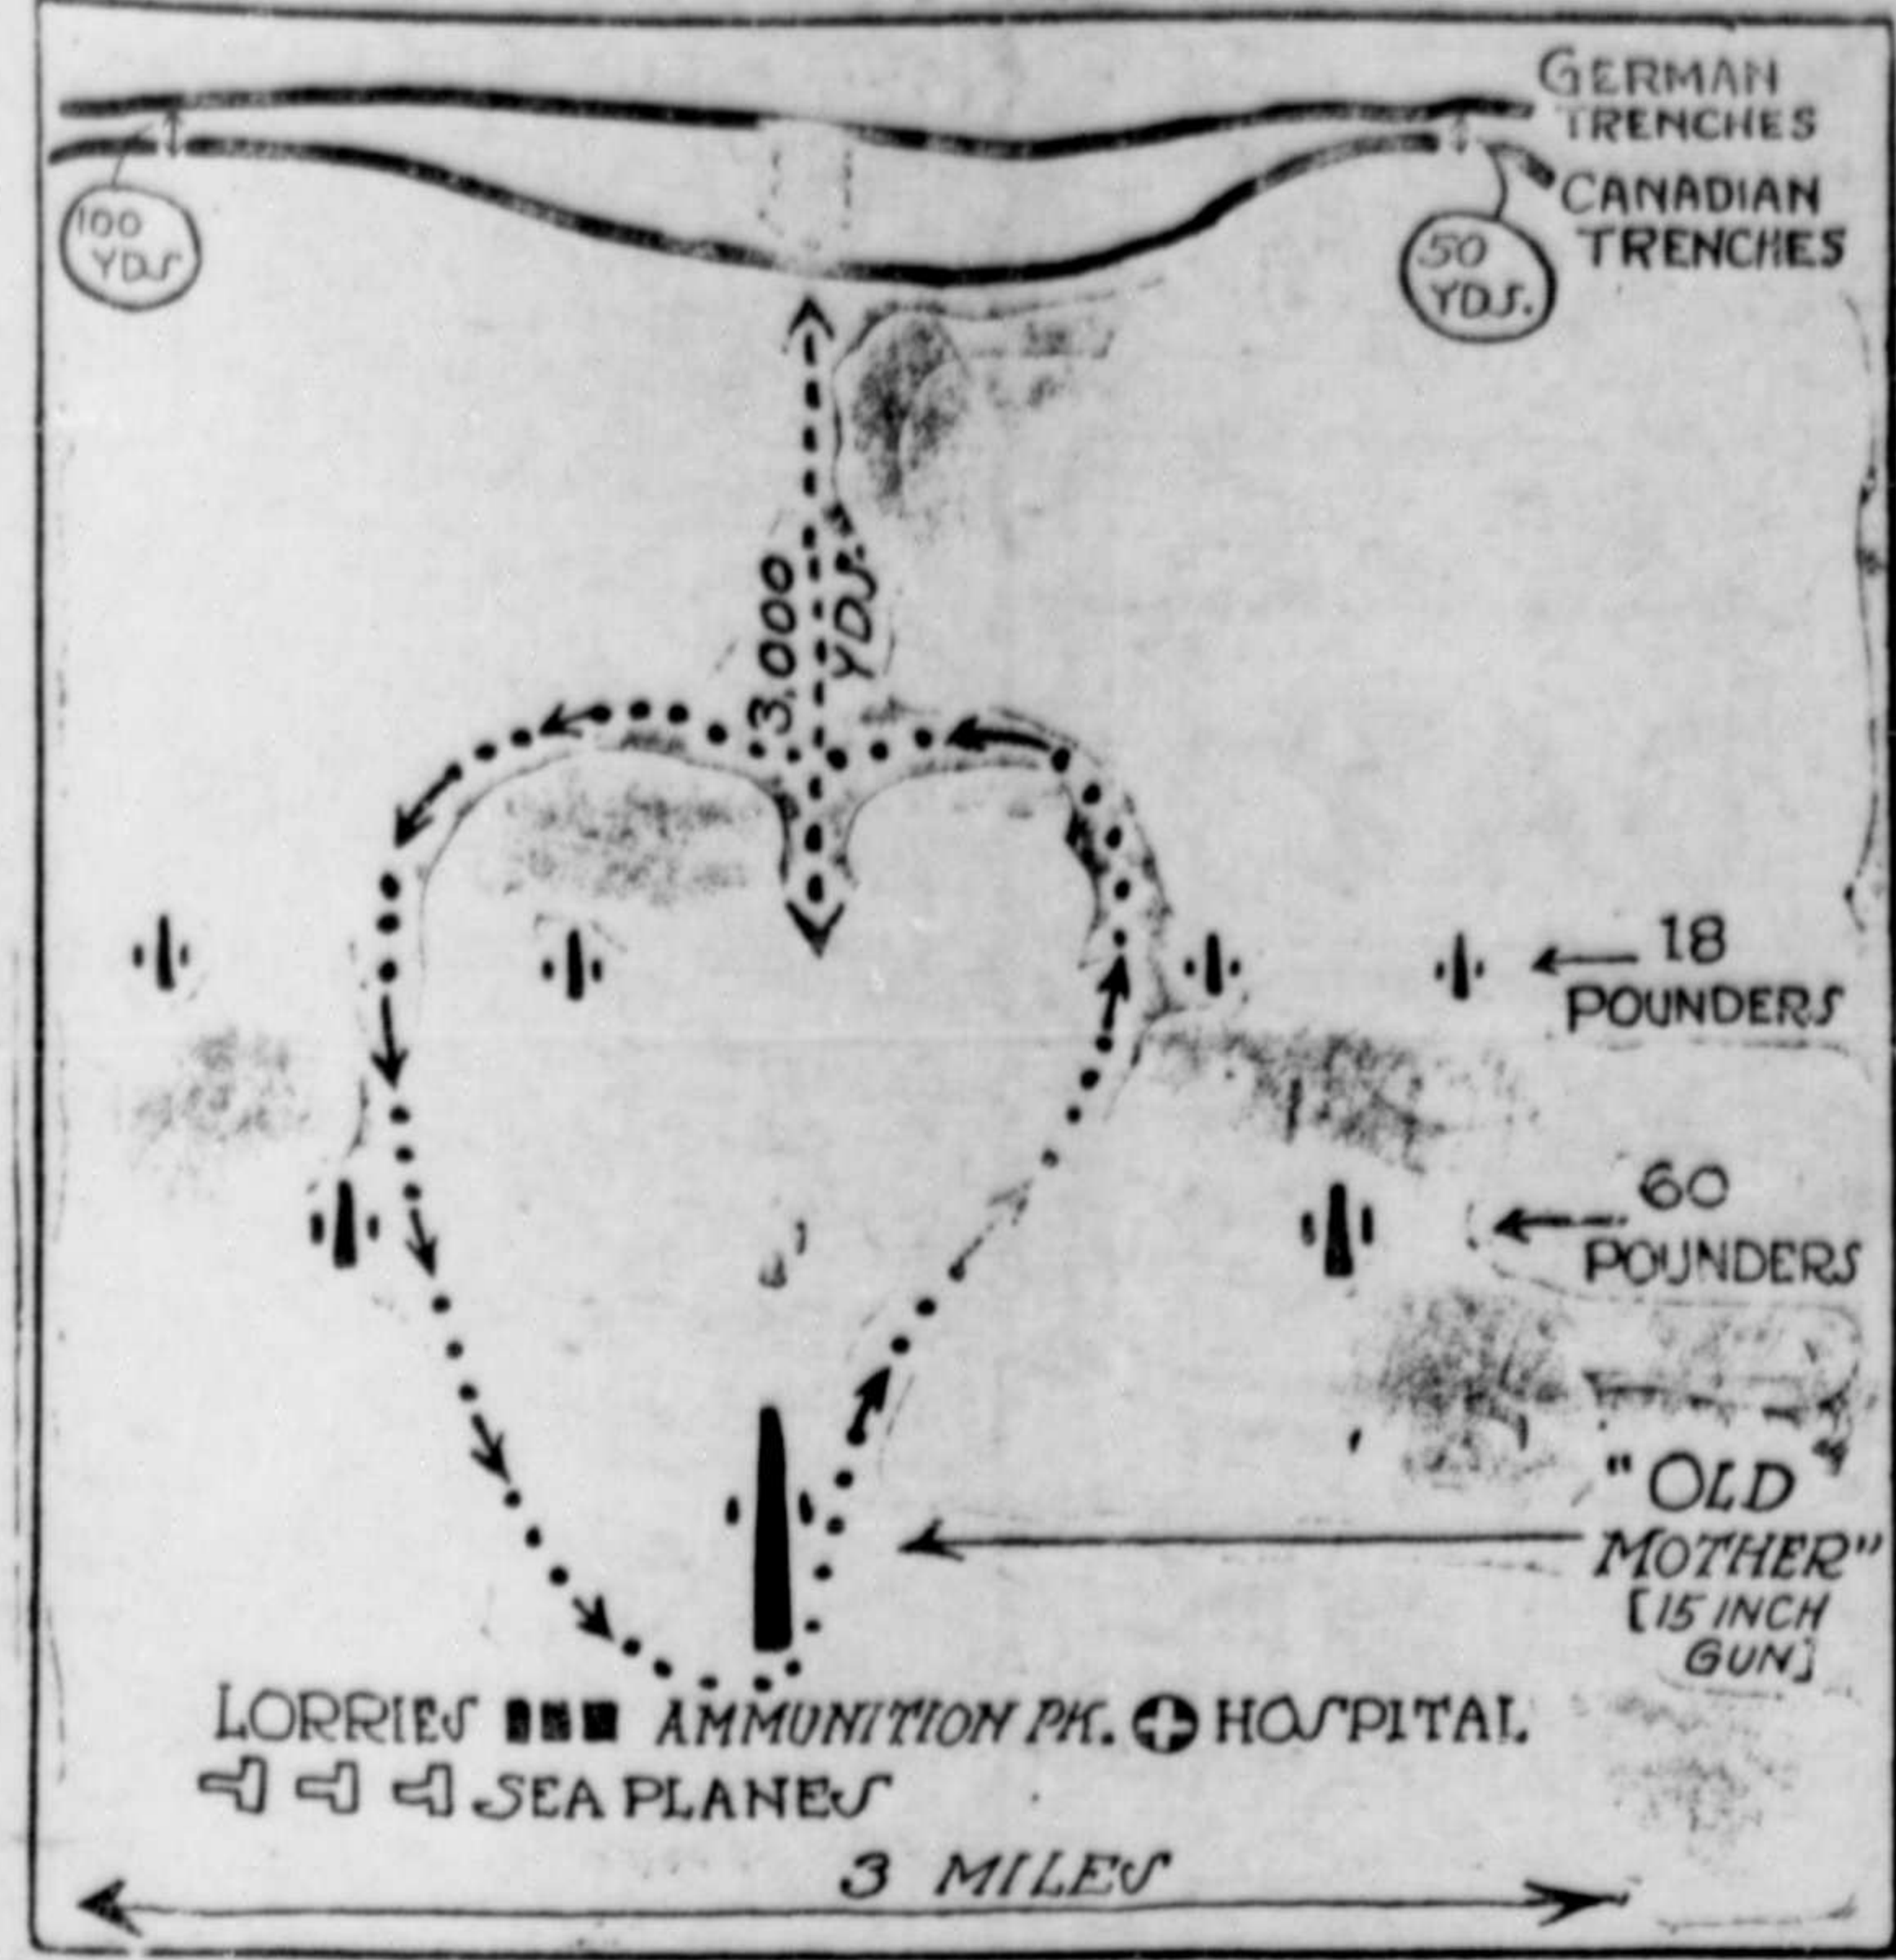 GERMAN
TRENCHES
CANADIAN
TRENCHES
100
YDS
50
YDS.
3.000
YDS.
18
POUNDERS
60
POUNDERS
"OLD
MOTHER"
[15 INCH
GUN]
LORRIES AMMUNITION PK. HOSPITAL
SEA PLANES
3 MILES